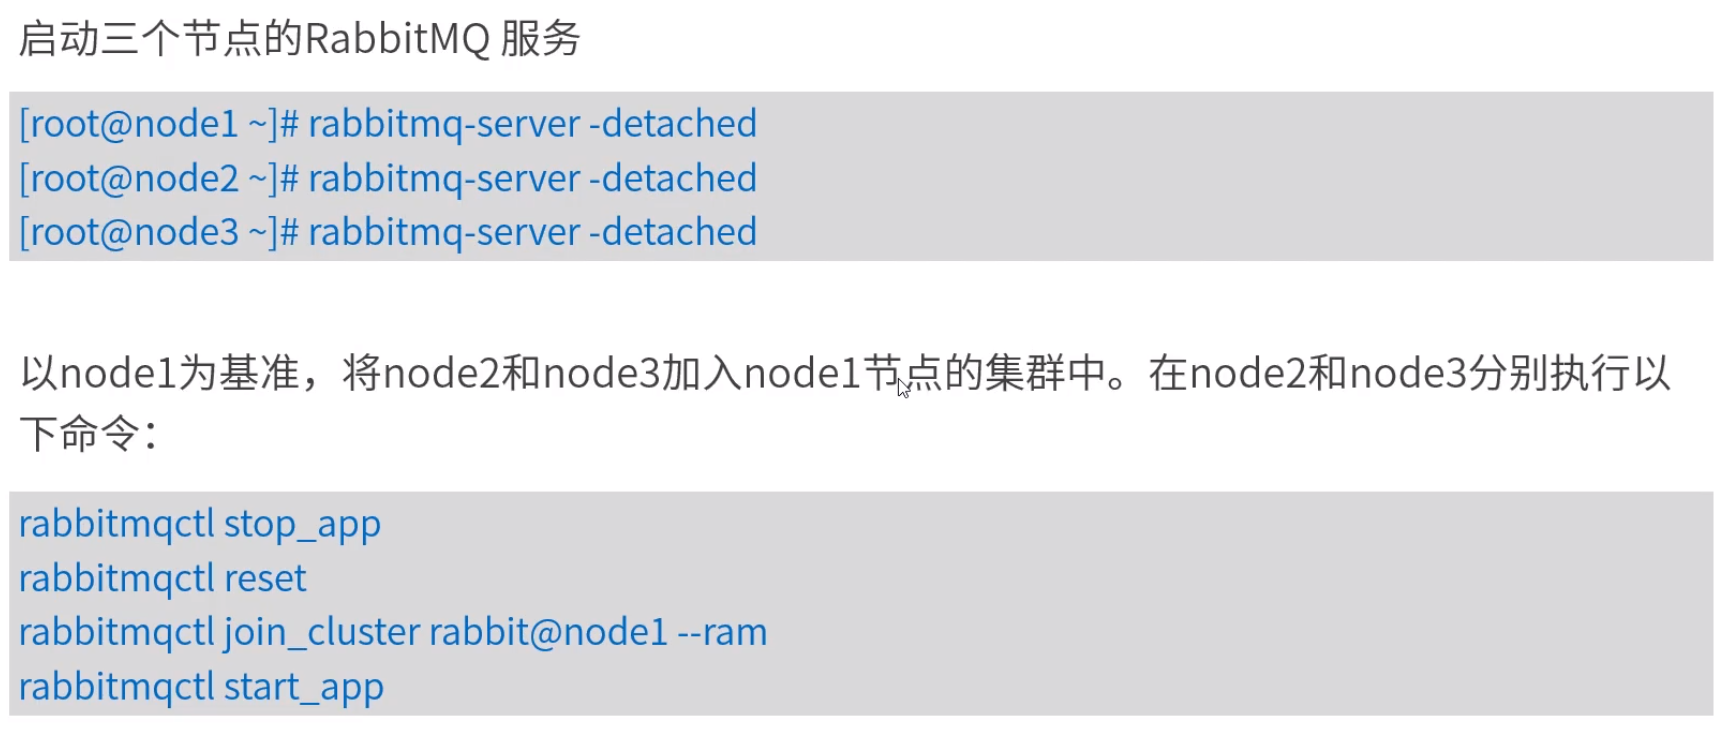 启动三个节点的RabbitMQ 服务
[root@node1 ~]# rabbitmq-server -detached
[root@node2 ~]# rabbitmq-server -detached
[root@node3 ~]# rabbitmq-server -detached
以node1为基准，将node2和node3加入node1节点的集群中。在node2和node3分别执行以
下命令：
rabbitmqctl stop_app
rabbitmqctl reset
rabbitmqctl join_cluster rabbit@node1 --ram
rabbitmqctl start_app